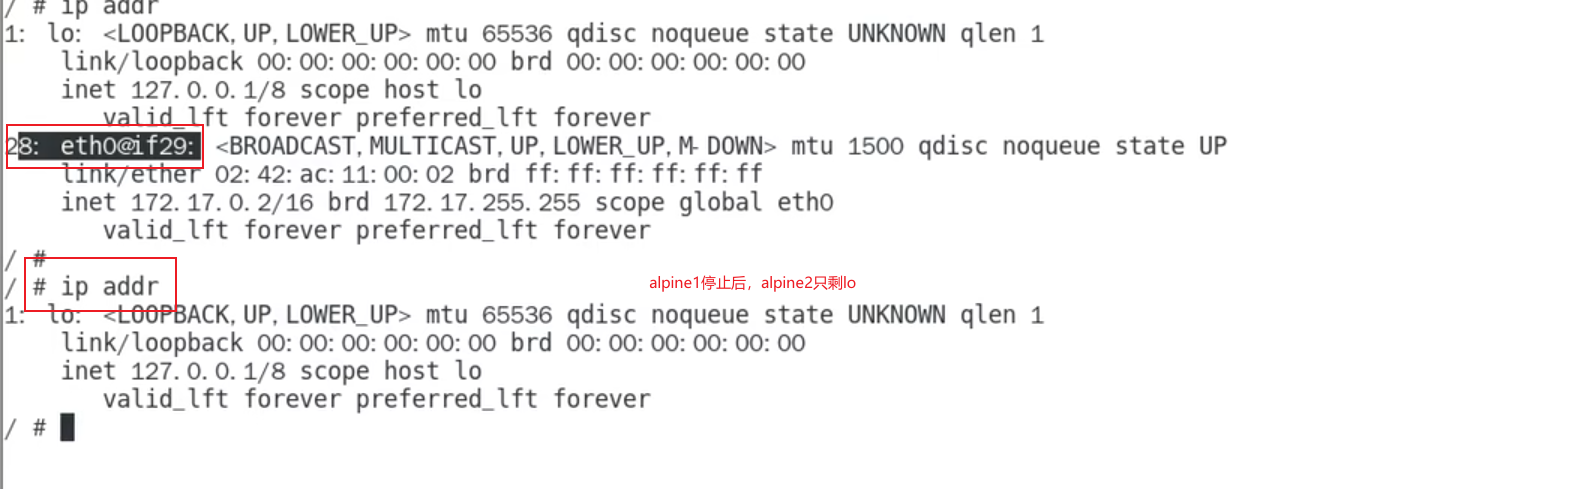 / # ip addr
1: lo: <LOOPBACK,UP,LOWER_UP> mtu 65536 qdisc noqueue state UNKNOWN qlen 1
link/loopback 00:00:00:00:00:00 brd 00:00:00:00:00:00
inet 127.0.0.1/8 scope host lo
valid_lft forever preferred_lft forever
28: eth0@if29: <BROADCAST,MULTICAST,UP,LOWER_UP,M-DOWN> mtu 1500 qdisc noqueue state UP
link/ether 02:42:ac:11:00:02 brd ff:ff:ff:ff:ff:ff
inet 172.17.0.2/16 brd 172.17.255.255 scope global eth0
valid_lft forever preferred_lft forever
/ #
/ # ip addr
alpine1停止后，alpine2只剩lo
1: lo: <LOOPBACK,UP,LOWER_UP> mtu 65536 qdisc noqueue state UNKNOWN qlen 1
link/loopback 00:00:00:00:00:00 brd 00:00:00:00:00:00
inet 127.0.0.1/8 scope host lo
valid_lft forever preferred_lft forever
/ #